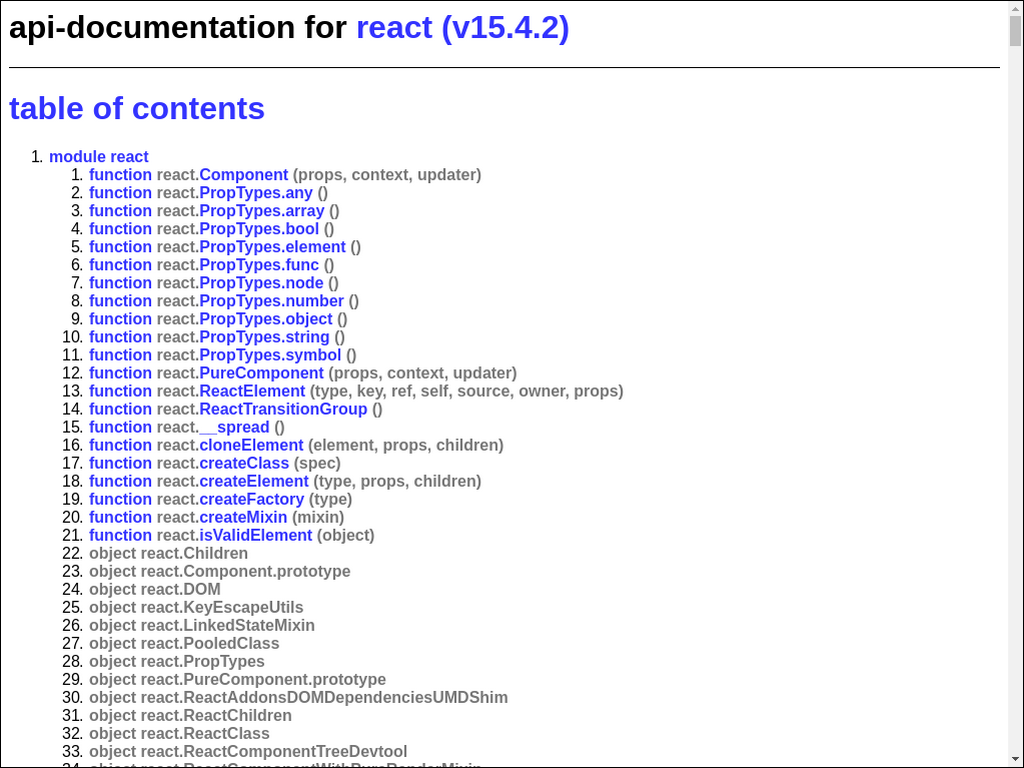 api-documentation for react (v15.4.2)
table of contents
1. module react
1. function react.Component (props, context, updater)
2. function react.PropTypes.any ()
3. function react.PropTypes.array ()
4. function react.PropTypes.bool ()
5. function react.PropTypes.element ()
6. function react.PropTypes.func ()
7. function react.PropTypes.node ()
8. function react.PropTypes.number ()
9. function react.PropTypes.object ()
10. function react.PropTypes.string ()
11. function react.PropTypes.symbol ()
12. function react.PureComponent (props, context, updater)
13. function react.ReactElement (type, key, ref, self, source, owner, props)
14. function react.ReactTransitionGroup ()
15. function react.__spread ()
16. function react.cloneElement (element, props, children)
17. function react.createClass (spec)
18. function react.createElement (type, props, children)
19. function react.createFactory (type)
20. function react.createMixin (mixin)
21. function react.isValidElement (object)
22. object react.Children
23. object react.Component.prototype
24. object react.DOM
25. object react.KeyEscapeUtils
26. object react.LinkedStateMixin
27. object react.PooledClass
28. object react.PropTypes
29. object react.PureComponent.prototype
30. object react.ReactAddonsDOMDependenciesUMDShim
31. object react.ReactChildren
32. object react.ReactClass
33. object react.ReactComponentTreeDevtool
34. object react.ReactComponentWithPureRenderMixin